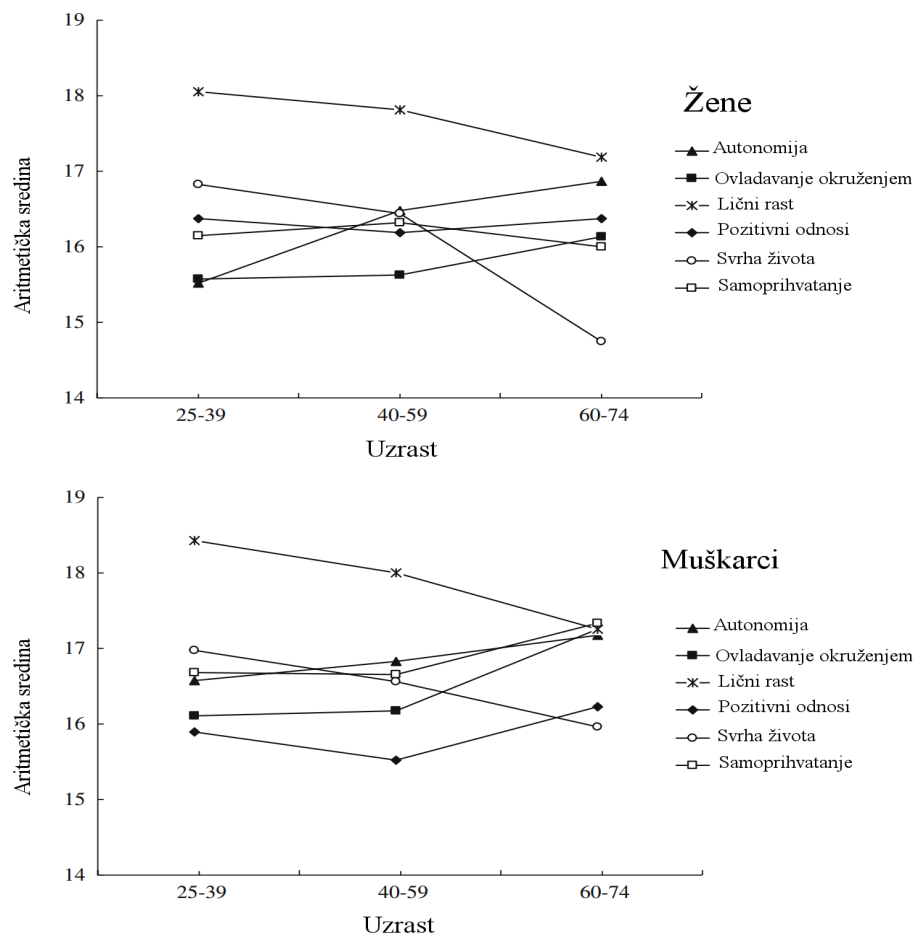 19
18
17
16
15
14
Aritmetička sredina
25-39
40-59
60-74
Uzrast
Žene
Autonomija
Ovladavanje okruženjem
Lični rast
Pozitivni odnosi
Svrha života
Samoprihvatanje
19
18
17
16
15
14
Aritmetička sredina
25-39
40-59
60-74
Uzrast
Muškarci
Autonomija
Ovladavanje okruženjem
Lični rast
Pozitivni odnosi
Svrha života
Samoprihvatanje